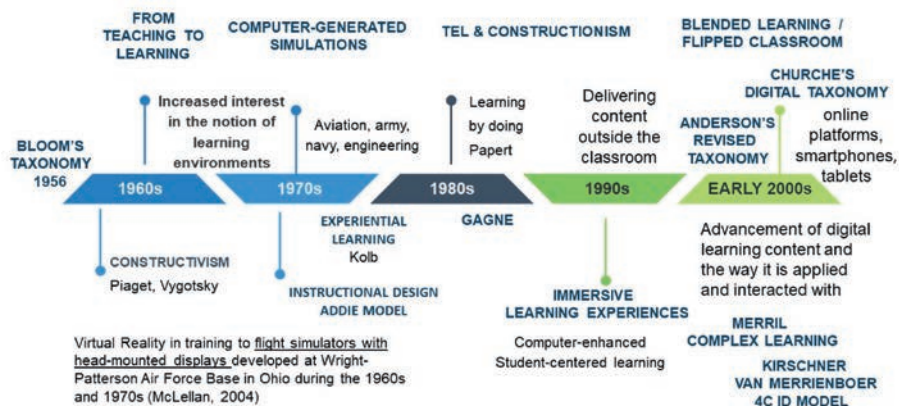 FROM
TEACHING TO
LEARNING
COMPUTER-GENERATED
SIMULATIONS
TEL & CONSTRUCTIONISM
BLENDED LEARNING /
FLIPPED CLASSROOM
BLOOM'S
TAXONOMY
1956
Increased interest
in the notion of
learning
environments
Aviation, army,
navy, engineering
Learning
by doing
Papert
Delivering
content
outside the
classroom
ANDERSON'S
REVISED
TAXONOMY
CHURCHE'S
DIGITAL TAXONOMY
online
platforms,
smartphones,
tablets
1960s
1970s
1980s
1990s
EARLY 2000s
CONSTRUCTIVISM
Piaget, Vygotsky
EXPERIENTIAL
LEARNING
Kolb
INSTRUCTIONAL DESIGN
ADDIE MODEL
GAGNE
IMMERSIVE
LEARNING EXPERIENCES
Computer-enhanced
Student-centered learning
Advancement of digital
learning content and
the way it is applied
and interacted with
MERRIL
COMPLEX LEARNING
KIRSCHNER
VAN MERRIENBOER
4C ID MODEL
Virtual Reality in training to flight simulators with
head-mounted displays developed at Wright-
Patterson Air Force Base in Ohio during the 1960s
and 1970s (McLellan, 2004)